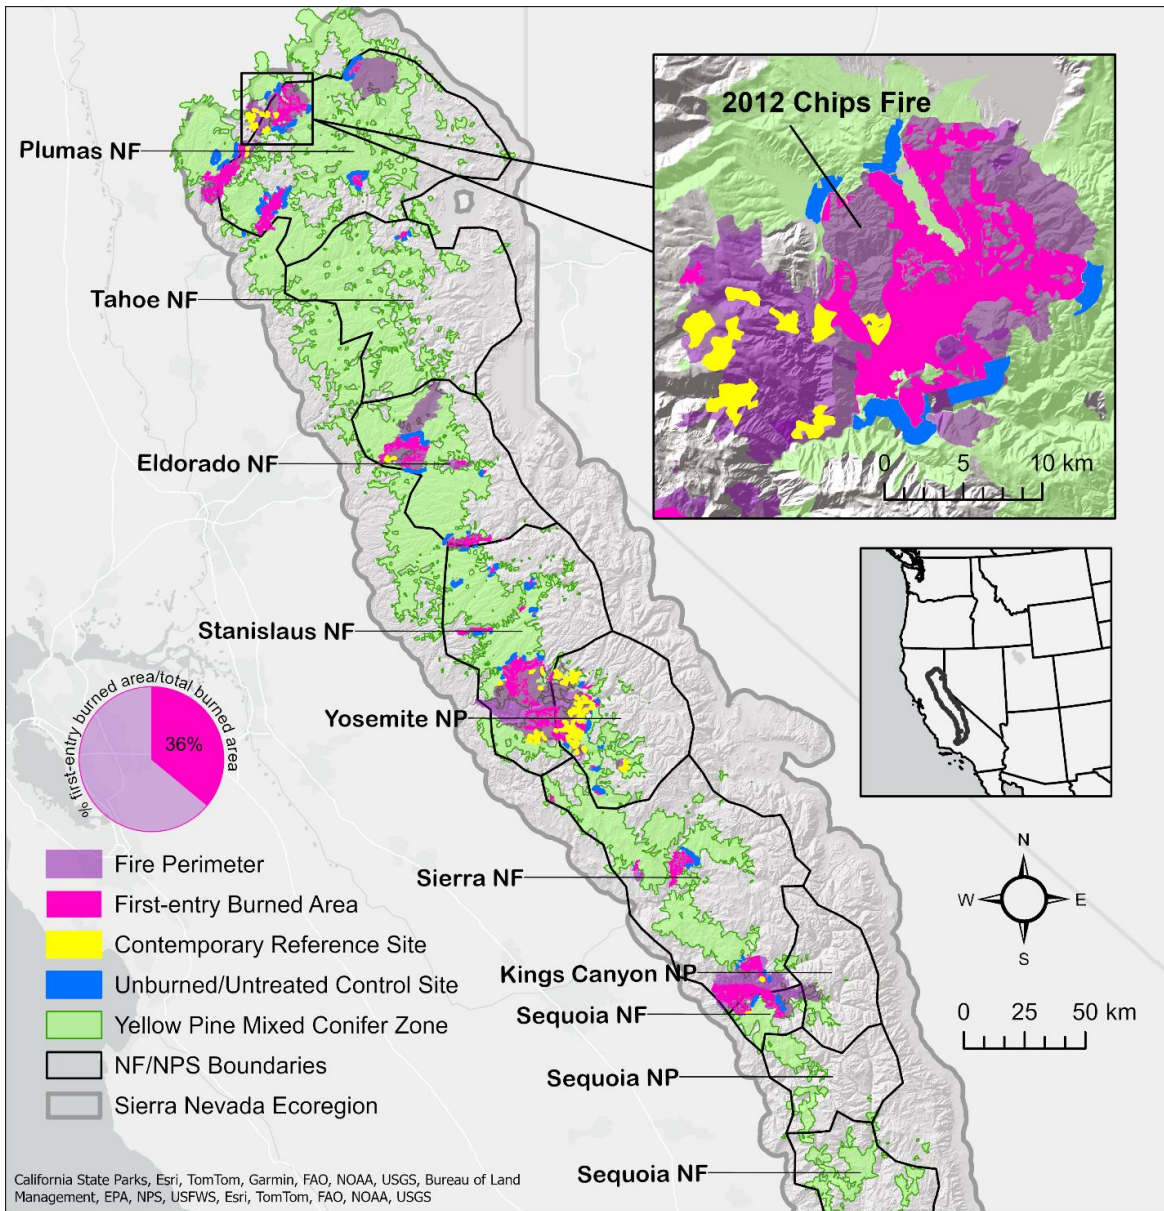 2012 Chips Fire
0 5 10 km
Plumas NF
Tahoe NF
Eldorado NF
Stanislaus NF
Yosemite NP
Sierra NF
Kings Canyon NP
Sequoia NF
Sequoia NP
Sequoia NF
% first-entry burned area/total burned area
36%
Fire Perimeter
First-entry Burned Area
Contemporary Reference Site
Unburned/Untreated Control Site
Yellow Pine Mixed Conifer Zone
NF/NPS Boundaries
Sierra Nevada Ecoregion
N
W E
S
0 25 50 km
California State Parks, Esri, TomTom, Garmin, FAO, NOAA, USGS, Bureau of Land
Management, EPA, NPS, USFWS, Esri, TomTom, FAO, NOAA, USGS